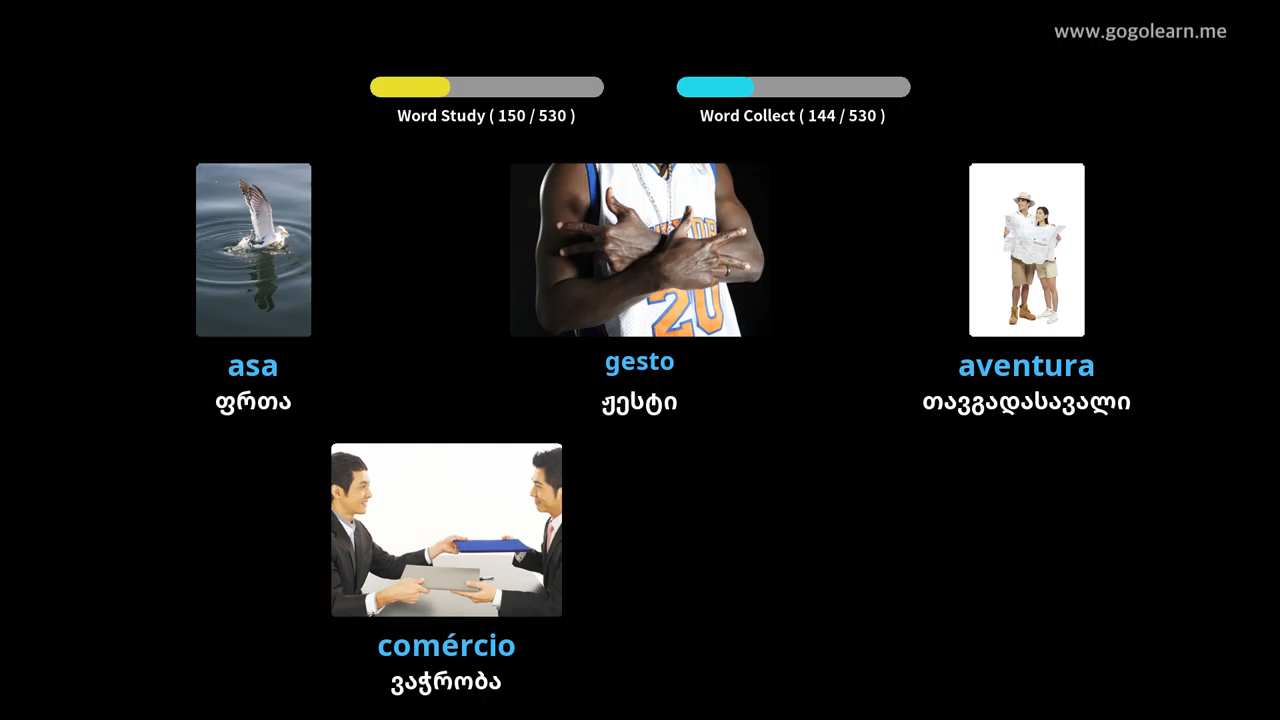 www.gogolearn.me
Word Study ( 150 / 530 )
Word Collect ( 144 / 530 )
20
asa
ფრთა
gesto
ჟესტი
aventura
თავგადასავალი
comércio
ვაჭრობა